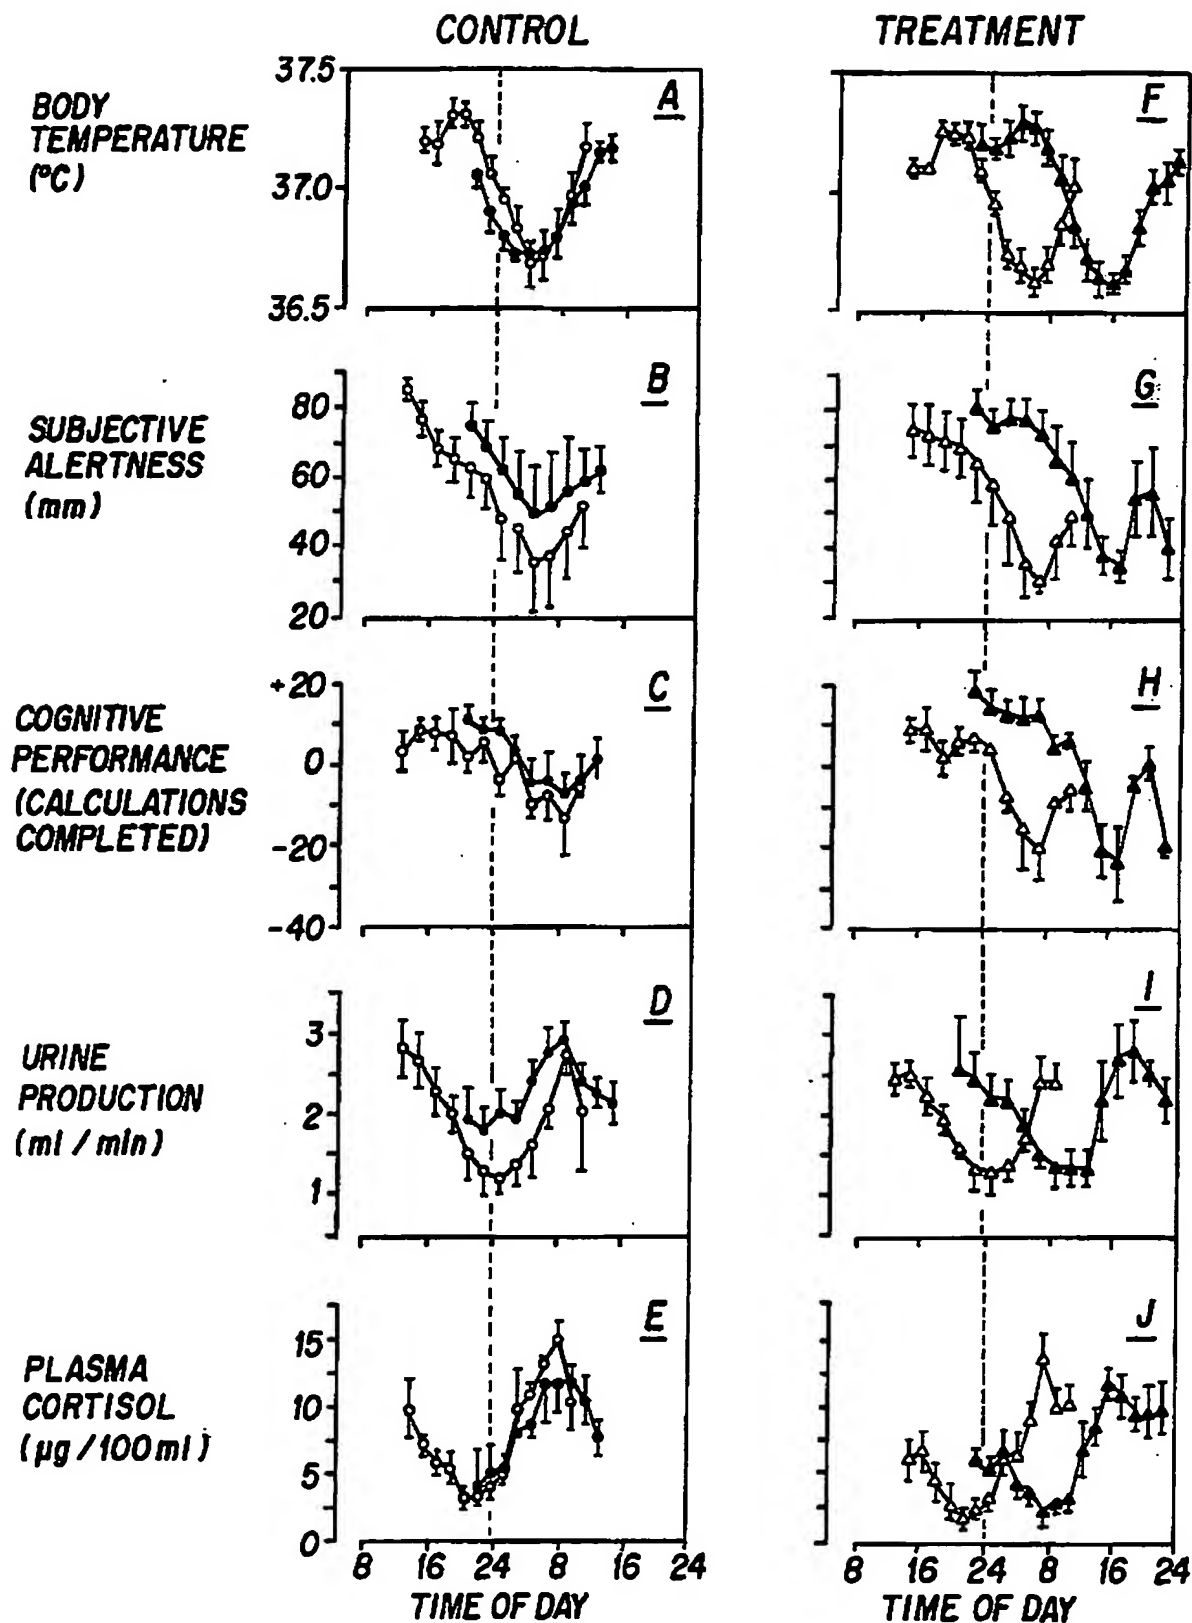 CONTROL
TREATMENT
BODY
TEMPERATURE
(°C)
37.5
37.0
36.5
A
F
SUBJECTIVE
ALERTNESS
(mm)
80
60
40
20
B
G
COGNITIVE
PERFORMANCE
(CALCULATIONS
COMPLETED)
+20
0
-20
-40
C
H
URINE
PRODUCTION
(ml / min)
3
2
1
D
I
PLASMA
CORTISOL
(µg /100ml)
15
10
5
0
E
J
8 16 24 8 16 24
TIME OF DAY
8 16 24 8 16 24
TIME OF DAY